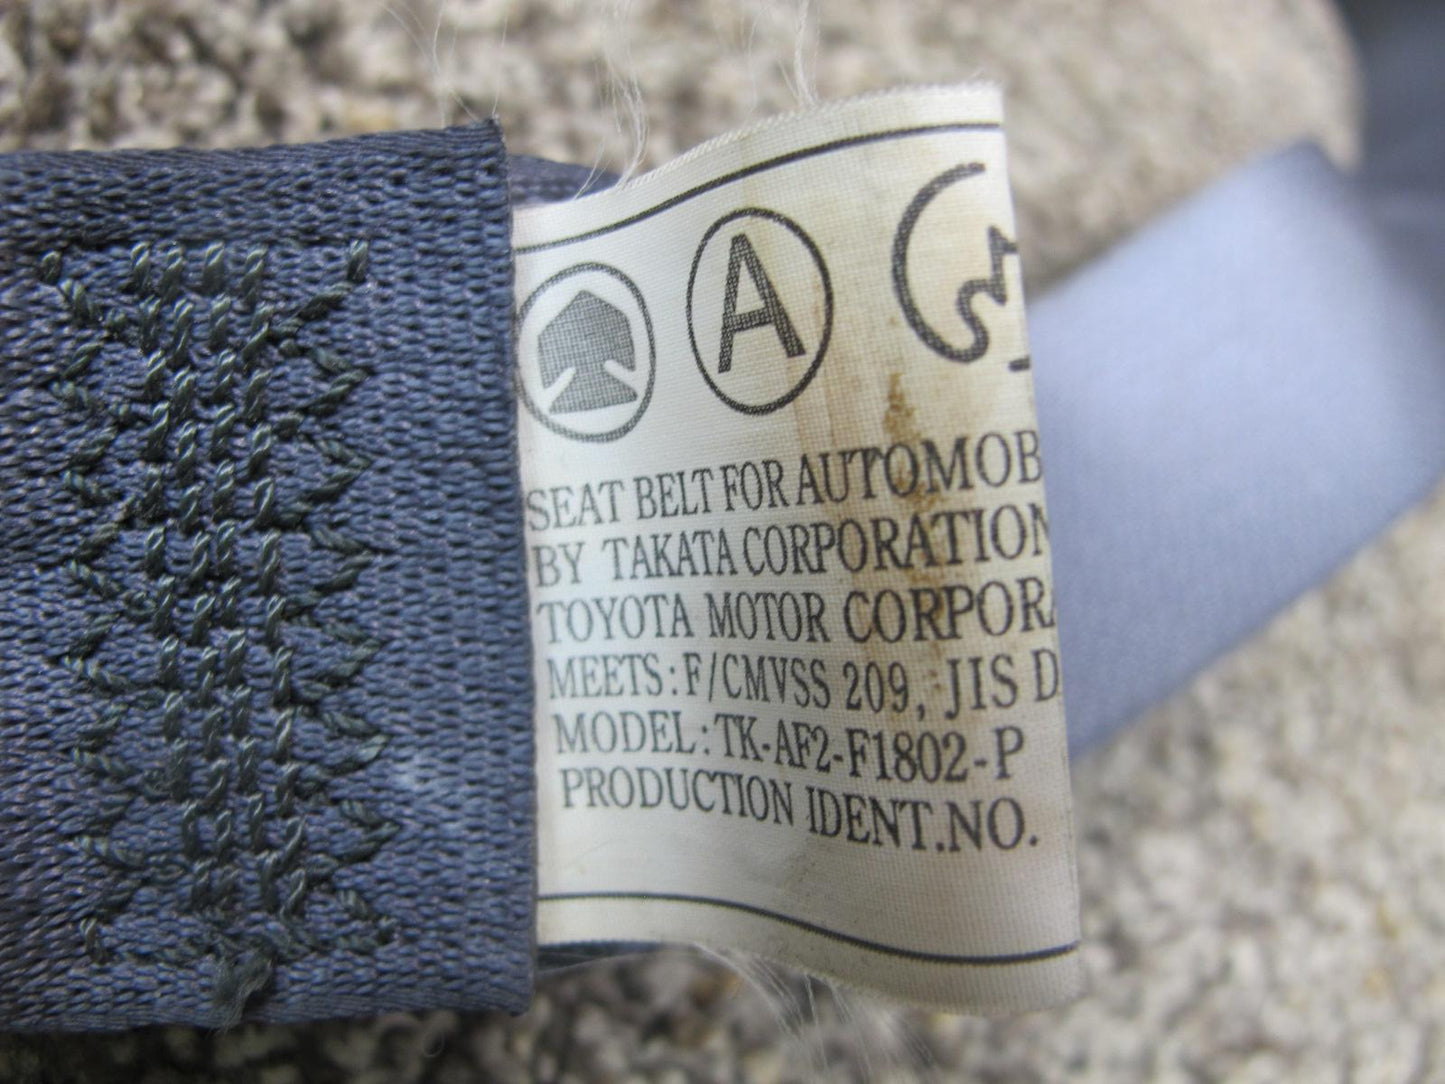 A
SEAT BELT FOR AUTOMOB
BY TAKATA CORPORATION
TOYOTA MOTOR CORPORA
MEETS: F/CMVSS 209, JIS D
MODEL: TK-AF2-F1802-P
PRODUCTION IDENT.NO.